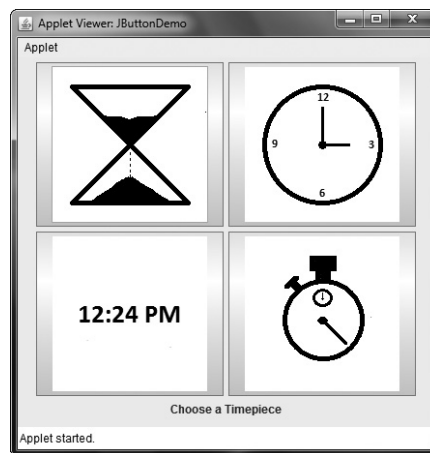 Applet Viewer: JButtonDemo
Applet
12
9
3
6
12:24 PM
Choose a Timepiece
Applet started.